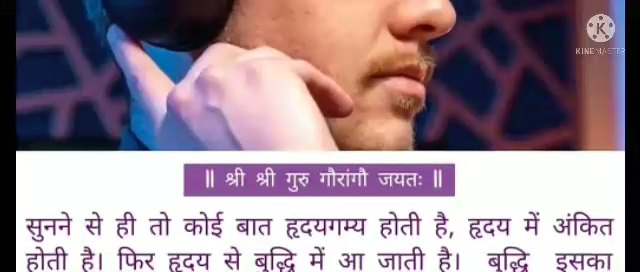 K
KINEMASTER
॥ श्री श्री गुरु गौरांगौ जयतः ॥
सुनने से ही तो कोई बात हृदयगम्य होती है, हृदय में अंकित
होती है। फिर हृदय से बुद्धि में आ जाती है। बुद्धि इसका